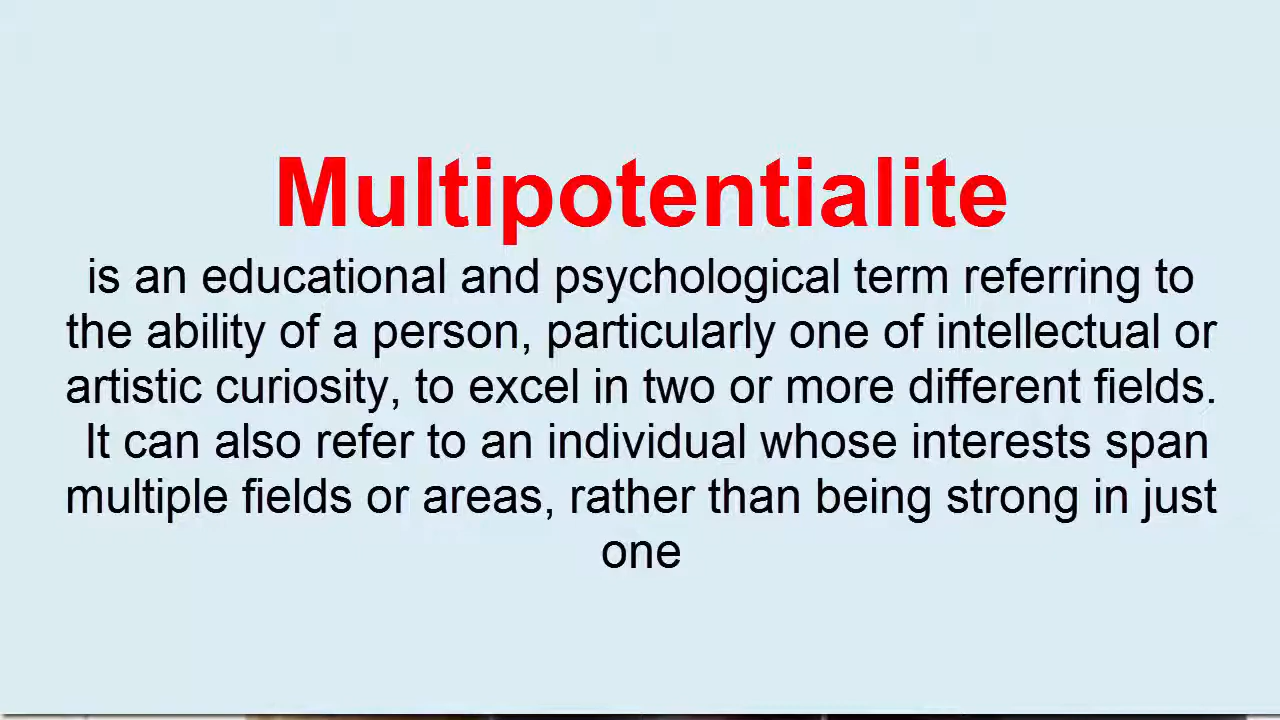 Multipotentialite
is an educational and psychological term referring to
the ability of a person, particularly one of intellectual or
artistic curiosity, to excel in two or more different fields.
It can also refer to an individual whose interests span
multiple fields or areas, rather than being strong in just
one